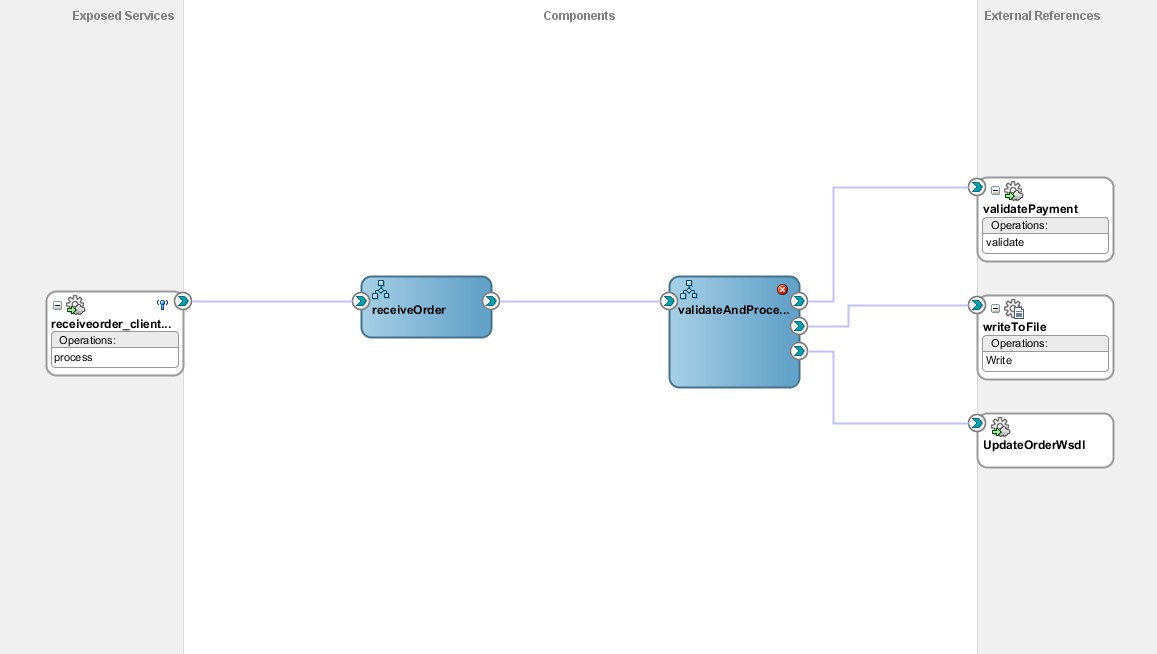 Exposed Services
Components
External References
validatePayment
Operations:
validate
receiveorder_client...
Operations:
process
receiveOrder
validateAndProce...
writeToFile
Operations:
Write
UpdateOrderWsdl